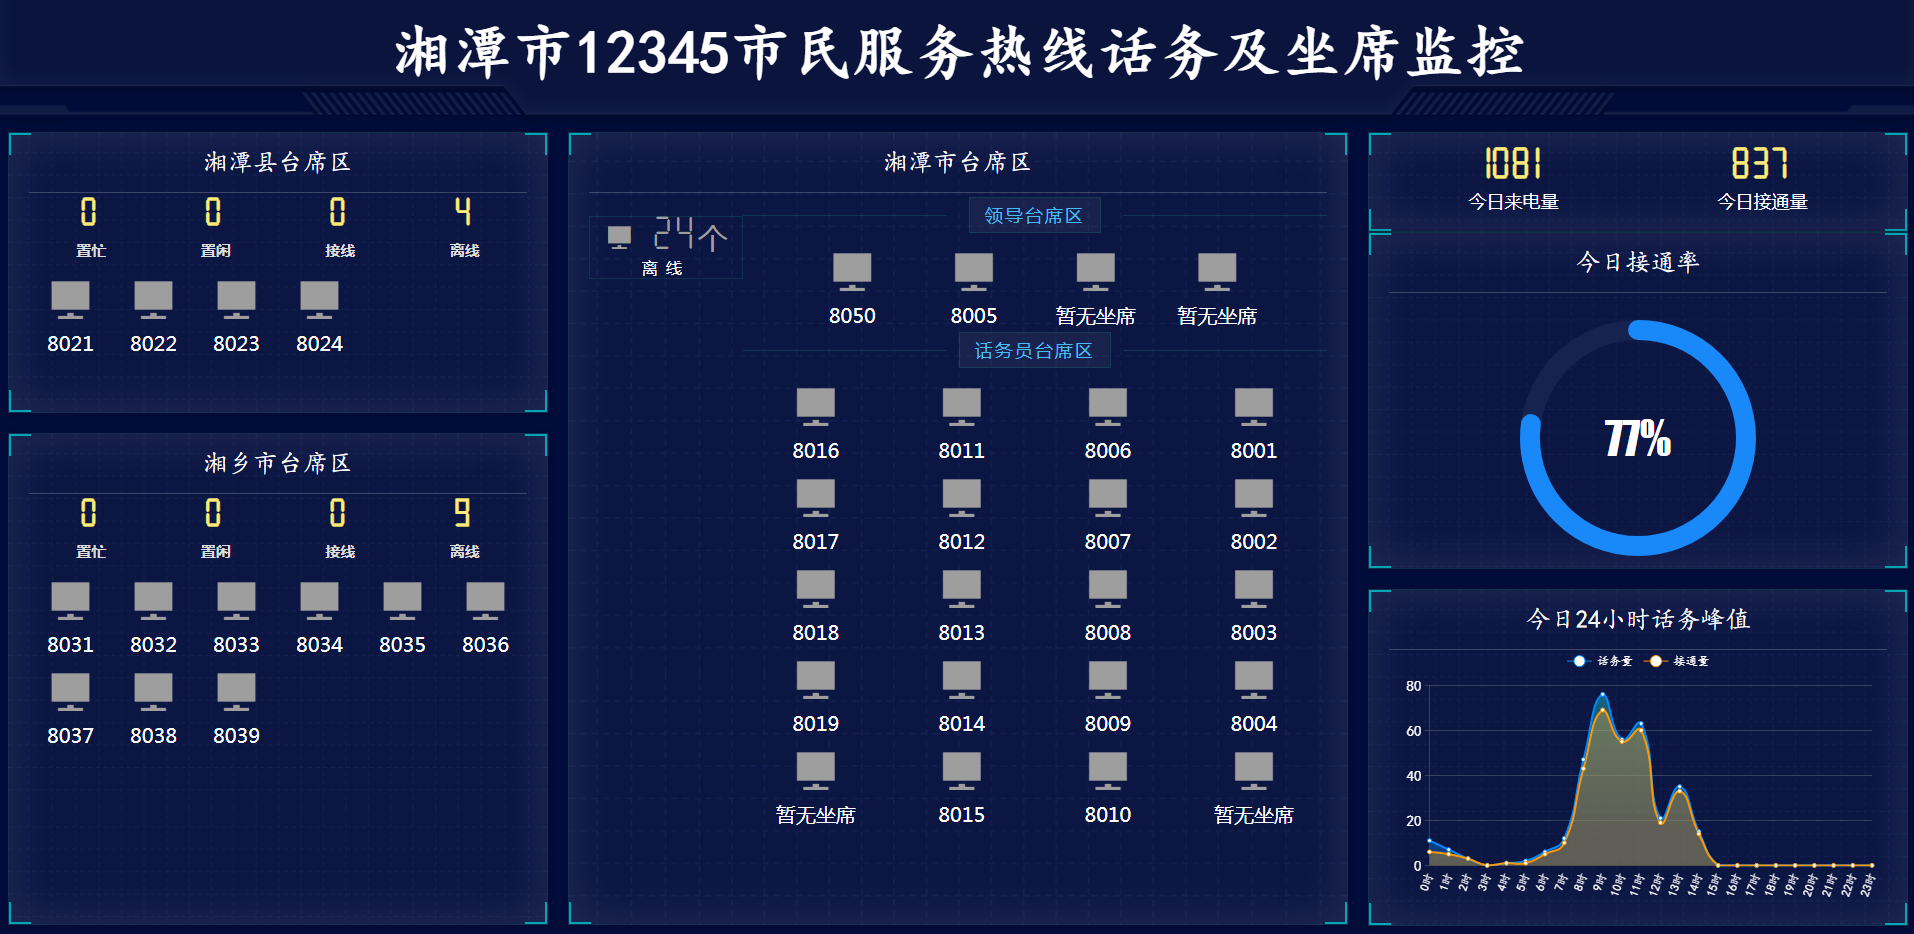 湘潭市12345市民服务热线话务及坐席监控
湘潭县台席区
0 0 0 4
置忙 置闲 接线 离线
8021 8022 8023 8024
湘乡市台席区
0 0 0 9
置忙 置闲 接线 离线
8031 8032 8033 8034 8035 8036
8037 8038 8039
湘潭市台席区
24个
离 线
领导台席区
8050 8005 暂无坐席 暂无坐席
话务员台席区
8016 8011 8006 8001
8017 8012 8007 8002
8018 8013 8008 8003
8019 8014 8009 8004
暂无坐席 8015 8010 暂无坐席
1081 837
今日来电量 今日接通量
今日接通率
77%
今日24小时话务峰值
话务量 接通量
80
60
40
20
0
0时 1时 2时 3时 4时 5时 6时 7时 8时 9时 10时 11时 12时 13时 14时 15时 16时 17时 18时 19时 20时 21时 22时 23时